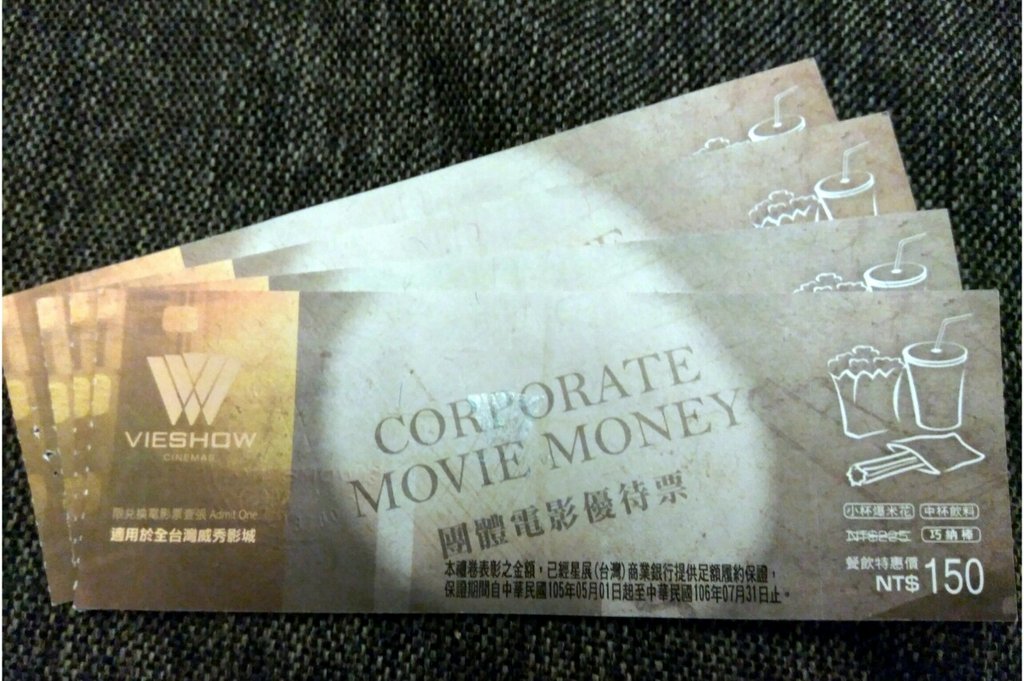 VIESHOW
CINEMAS
限兌換電影票壹張 Admit One
適用於全台灣威秀影城
CORPORATE
MOVIE MONEY
團體電影優待票
本禮卷表彰之金額，已經星展(台灣)商業銀行提供足額履約保證，
保證期間自中華民國105年05月01日起至中華民國106年07月31日止。
小杯爆米花 中杯飲料
NT$225 巧納棒
餐飲特惠價
NT$150